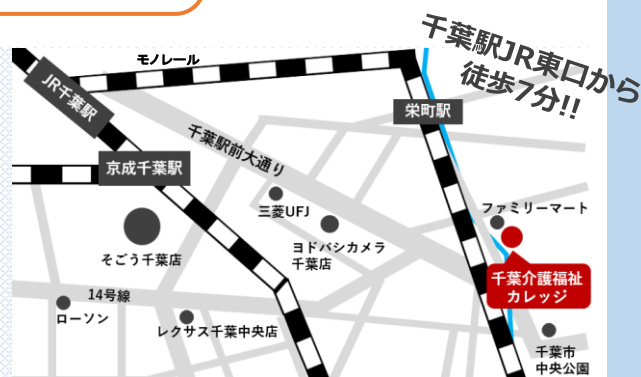 千葉駅JR東口から
徒歩7分!!
モノレール
JR千葉駅
栄町駅
千葉駅前大通り
京成千葉駅
三菱UFJ
ファミリーマート
そごう千葉店
ヨドバシカメラ
千葉店
千葉介護福祉
カレッジ
14号線
ローソン
レクサス千葉中央店
千葉市
中央公園